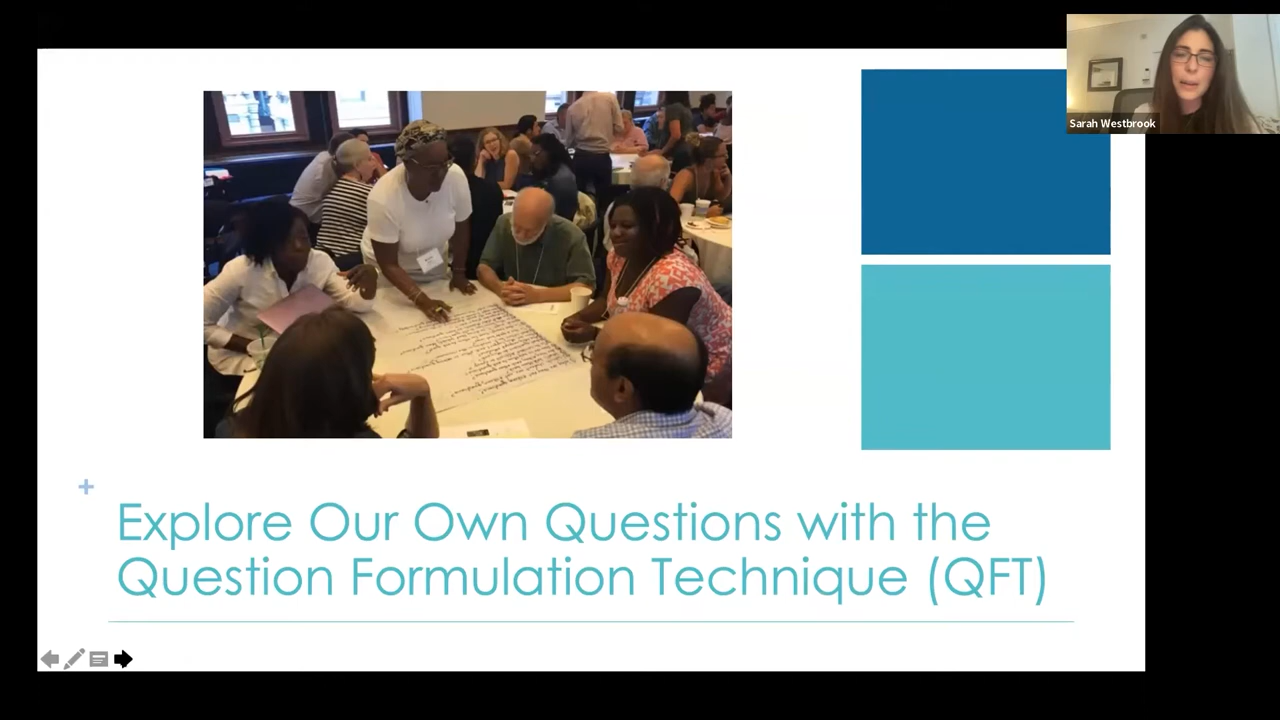 Sarah Westbrook
+
Explore Our Own Questions with the
Question Formulation Technique (QFT)